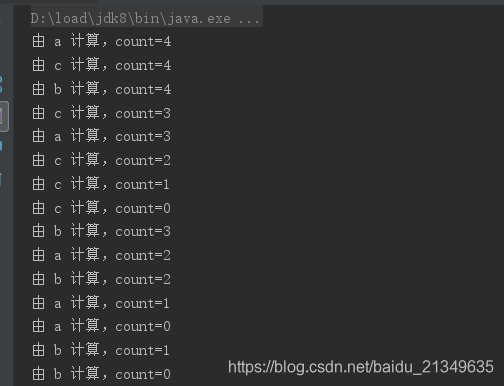 D:\load\jdk8\bin\java.exe ...
由 a 计算，count=4
由 c 计算，count=4
由 b 计算，count=4
由 c 计算，count=3
由 a 计算，count=3
由 c 计算，count=2
由 c 计算，count=1
由 c 计算，count=0
由 b 计算，count=3
由 a 计算，count=2
由 b 计算，count=2
由 a 计算，count=1
由 a 计算，count=0
由 b 计算，count=1
由 b 计算，count=0
https://blog.csdn.net/baidu_21349635